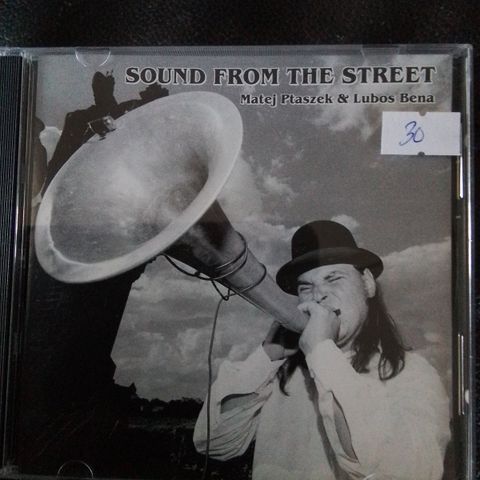 SOUND FROM THE STREET
Matej Ptaszek & Lubos Bena
30